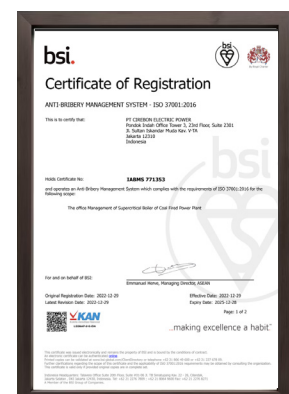 bsi.
bsi
Certificate of Registration
ANTI-BRIBERY MANAGEMENT SYSTEM - ISO 37001:2016
This is to certify that:
PT CIREBON ELECTRIC POWER
Pondok Indah Office Tower 3, 23rd Floor, Suite 2301
Jl. Sultan Iskandar Muda Kav. V-TA
Jakarta 12310
Indonesia
Holds Certificate No:
IABMS 771353
and operates an Anti-Bribery Management System which complies with the requirements of ISO 37001:2016 for the
following scope:
The office Management of Supercritical Boiler of Coal Fired Power Plant
For and on behalf of BSI:
Emmanuel Herve, Managing Director, ASEAN
Original Registration Date: 2022-12-29
Effective Date: 2022-12-29
Latest Revision Date: 2022-12-29
Expiry Date: 2025-12-28
Page: 1 of 2
KAN
...making excellence a habit.